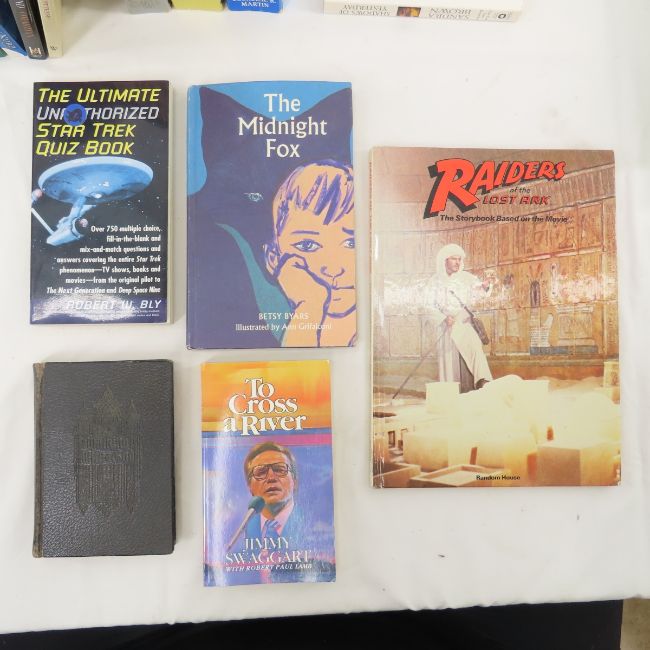 MARTIN
SHADOWS OF
YESTERDAY
SANDRA
BROWN
THE ULTIMATE
UNAUTHORIZED
STAR TREK
QUIZ BOOK
Over 750 multiple choice,
fill-in-the-blank and
mix-and-match questions and
answers covering the entire Star Trek
phenomenon—TV shows, books and
movies—from the original pilot to
The Next Generation and Deep Space Nine
ROBERT W. BLY
The
Midnight
Fox
BETSY BYARS
Illustrated by Ann Grifalconi
RAIDERS
of the
LOST ARK
The Storybook Based on the Movie
Random House
To
Cross
a River
JIMMY
SWAGGART
WITH ROBERT PAUL LAMB